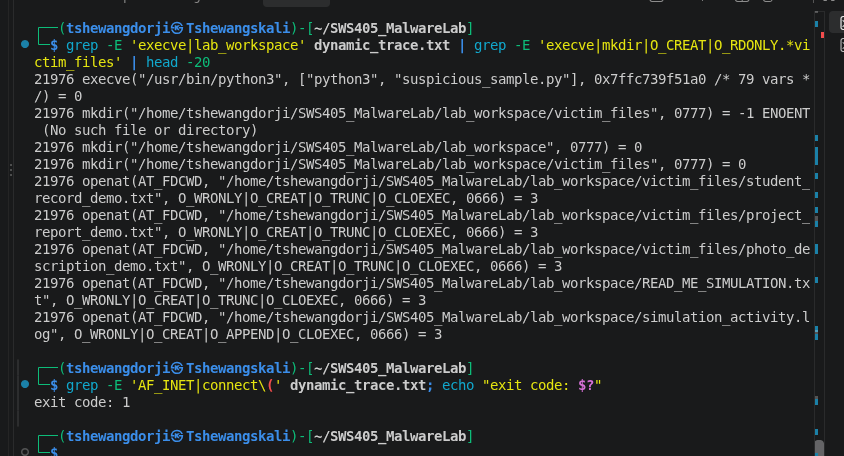 ┌──(tshewangdorji㉿Tshewangskali)-[~/SWS405_MalwareLab]
└─$ grep -E 'execve|lab_workspace' dynamic_trace.txt | grep -E 'execve|mkdir|O_CREAT|O_RDONLY.*vi
ctim_files' | head -20
21976 execve("/usr/bin/python3", ["python3", "suspicious_sample.py"], 0x7ffc739f51a0 /* 79 vars *
/) = 0
21976 mkdir("/home/tshewangdorji/SWS405_MalwareLab/lab_workspace/victim_files", 0777) = -1 ENOENT
 (No such file or directory)
21976 mkdir("/home/tshewangdorji/SWS405_MalwareLab/lab_workspace", 0777) = 0
21976 mkdir("/home/tshewangdorji/SWS405_MalwareLab/lab_workspace/victim_files", 0777) = 0
21976 openat(AT_FDCWD, "/home/tshewangdorji/SWS405_MalwareLab/lab_workspace/victim_files/student_
record_demo.txt", O_WRONLY|O_CREAT|O_TRUNC|O_CLOEXEC, 0666) = 3
21976 openat(AT_FDCWD, "/home/tshewangdorji/SWS405_MalwareLab/lab_workspace/victim_files/project_
report_demo.txt", O_WRONLY|O_CREAT|O_TRUNC|O_CLOEXEC, 0666) = 3
21976 openat(AT_FDCWD, "/home/tshewangdorji/SWS405_MalwareLab/lab_workspace/victim_files/photo_de
scription_demo.txt", O_WRONLY|O_CREAT|O_TRUNC|O_CLOEXEC, 0666) = 3
21976 openat(AT_FDCWD, "/home/tshewangdorji/SWS405_MalwareLab/lab_workspace/READ_ME_SIMULATION.tx
t", O_WRONLY|O_CREAT|O_TRUNC|O_CLOEXEC, 0666) = 3
21976 openat(AT_FDCWD, "/home/tshewangdorji/SWS405_MalwareLab/lab_workspace/simulation_activity.l
og", O_WRONLY|O_CREAT|O_APPEND|O_CLOEXEC, 0666) = 3
┌──(tshewangdorji㉿Tshewangskali)-[~/SWS405_MalwareLab]
└─$ grep -E 'AF_INET|connect\(' dynamic_trace.txt; echo "exit code: $?"
exit code: 1
┌──(tshewangdorji㉿Tshewangskali)-[~/SWS405_MalwareLab]
└─$